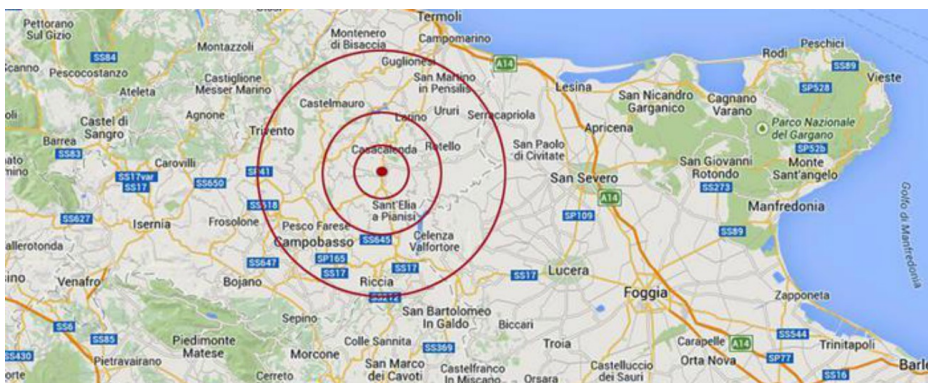 Pettorano
Sul Gizio
Termoli
Montenero
di Bisaccia
Campomarino
Montazzoli
SS84
Guglionesi
A14
Rodi
Peschici
Pescocostanzo
SS89
Castiglione
Messer Marino
San Martino
in Pensilis
Lesina
Vieste
Ateleta
San Nicandro
Garganico
Cagnano
Varano
SP528
Castelmauro
Ururi
Serracapriola
Agnone
Castel di
Sangro
Larino
Apricena
Parco Nazionale
del Gargano
Trivento
Barrea
Casacalenda
Rotello
San Paolo
di Civitate
SP52b
SS83
Carovilli
San Giovanni
Rotondo
Monte
Sant'angelo
SS17var
SS17
SS650
SP41
San Severo
SS273
A14
Sant'Elia
a Pianisi
Manfredonia
SS618
SS627
Frosolone
Isernia
Pesco Farese
SP109
SS89
Golfo di Manfredonia
Campobasso
SS645
Celenza
Valfortore
SP165
SS647
SS17
SS17
SS17
Lucera
Venafro
Bojano
Riccia
SS212
Foggia
Zapponeta
Sepino
San Bartolomeo
In Galdo
Biccari
SS6
SS85
Piedimonte
Matese
Colle Sannita
SS369
Troia
Carapelle
A14
SS544
Trinitapoli
SS430
Pietravairano
Morcone
San Marco
dei Cavoti
Castelfranco
In Miscano
Castelluccio
dei Sauri
Orta Nova
SP77
Cerreto
Orsara
SS16